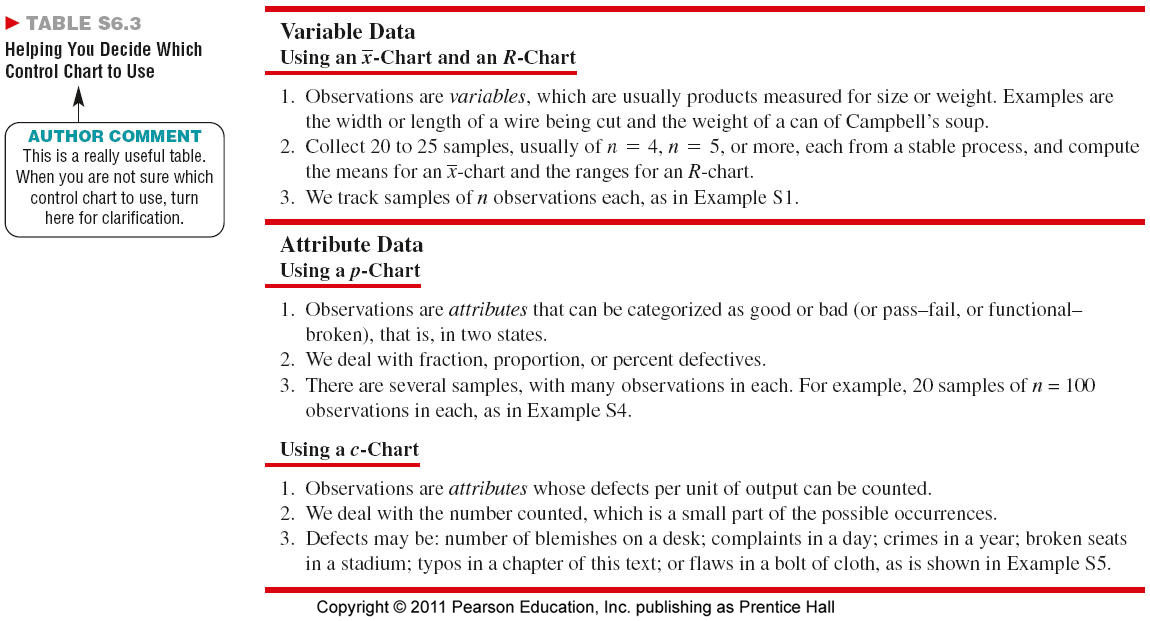 ► TABLE S6.3
Helping You Decide Which
Control Chart to Use
AUTHOR COMMENT
This is a really useful table.
When you are not sure which
control chart to use, turn
here for clarification.
Variable Data
Using an x̅-Chart and an R-Chart
1. Observations are variables, which are usually products measured for size or weight. Examples are
the width or length of a wire being cut and the weight of a can of Campbell’s soup.
2. Collect 20 to 25 samples, usually of n = 4, n = 5, or more, each from a stable process, and compute
the means for an x̅-chart and the ranges for an R-chart.
3. We track samples of n observations each, as in Example S1.
Attribute Data
Using a p-Chart
1. Observations are attributes that can be categorized as good or bad (or pass–fail, or functional–
broken), that is, in two states.
2. We deal with fraction, proportion, or percent defectives.
3. There are several samples, with many observations in each. For example, 20 samples of n = 100
observations in each, as in Example S4.
Using a c-Chart
1. Observations are attributes whose defects per unit of output can be counted.
2. We deal with the number counted, which is a small part of the possible occurrences.
3. Defects may be: number of blemishes on a desk; complaints in a day; crimes in a year; broken seats
in a stadium; typos in a chapter of this text; or flaws in a bolt of cloth, as is shown in Example S5.
Copyright © 2011 Pearson Education, Inc. publishing as Prentice Hall